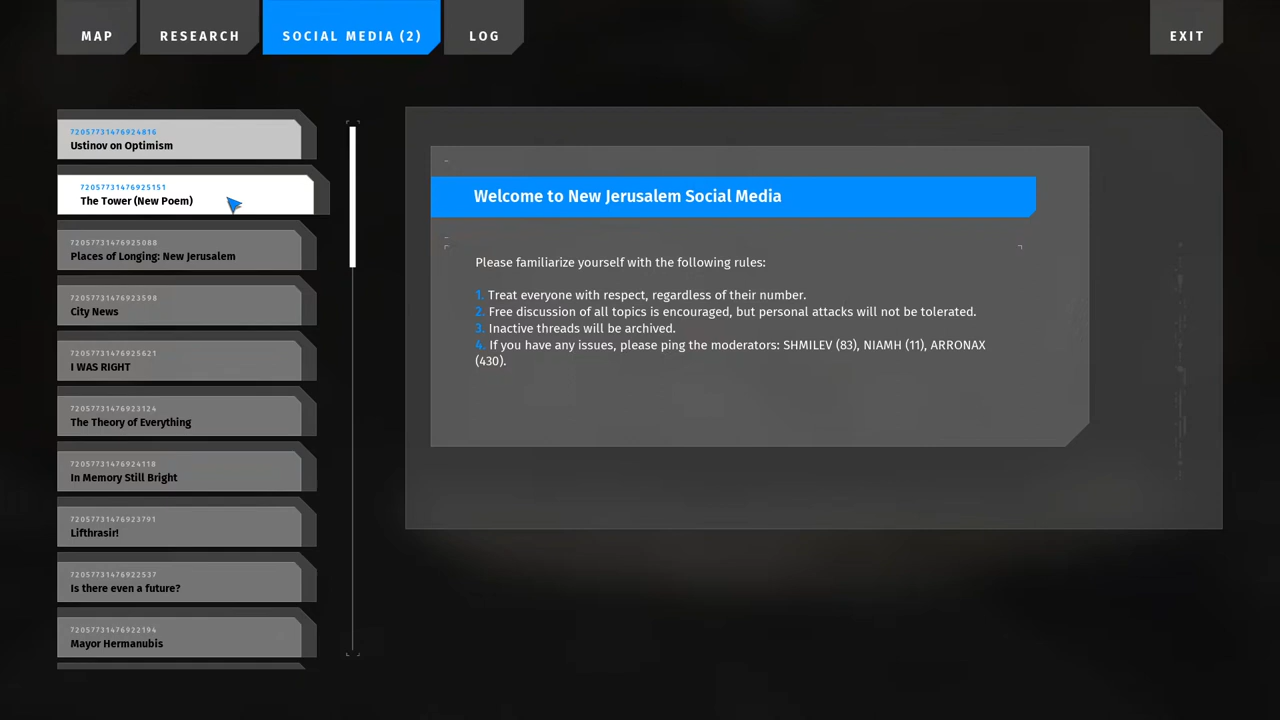 MAP
RESEARCH
SOCIAL MEDIA (2)
LOG
EXIT
72057731476924816
Ustinov on Optimism
72057731476925151
The Tower (New Poem)
72057731476925088
Places of Longing: New Jerusalem
72057731476923598
City News
72057731476925621
I WAS RIGHT
72057731476923124
The Theory of Everything
72057731476924118
In Memory Still Bright
72057731476923791
Lifthrasir!
72057731476922537
Is there even a future?
72057731476922194
Mayor Hermanubis
Welcome to New Jerusalem Social Media
Please familiarize yourself with the following rules:
1. Treat everyone with respect, regardless of their number.
2. Free discussion of all topics is encouraged, but personal attacks will not be tolerated.
3. Inactive threads will be archived.
4. If you have any issues, please ping the moderators: SHMILEV (83), NIAMH (11), ARRONAX
(430).